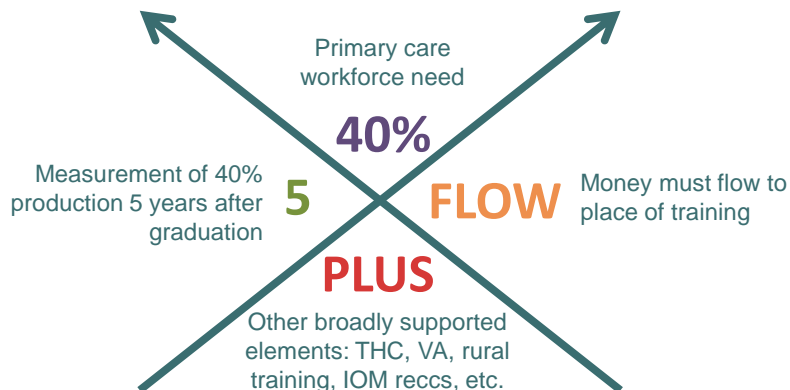 Primary care
workforce need
40%
Measurement of 40%
production 5 years after
graduation
5
FLOW
Money must flow to
place of training
PLUS
Other broadly supported
elements: THC, VA, rural
training, IOM reccs, etc.